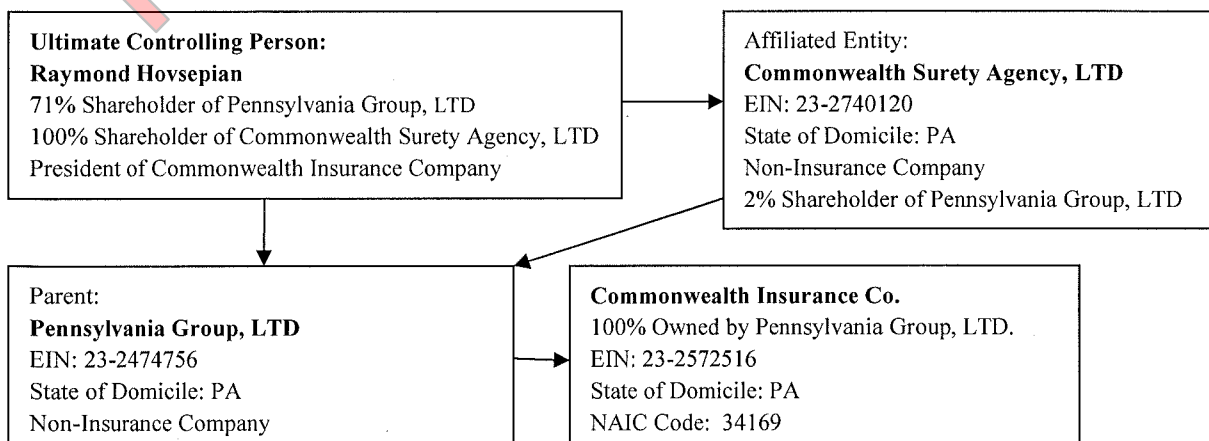 Ultimate Controlling Person:
Raymond Hovsepian
71% Shareholder of Pennsylvania Group, LTD
100% Shareholder of Commonwealth Surety Agency, LTD
President of Commonwealth Insurance Company
Affiliated Entity:
Commonwealth Surety Agency, LTD
EIN: 23-2740120
State of Domicile: PA
Non-Insurance Company
2% Shareholder of Pennsylvania Group, LTD
Parent:
Pennsylvania Group, LTD
EIN: 23-2474756
State of Domicile: PA
Non-Insurance Company
Commonwealth Insurance Co.
100% Owned by Pennsylvania Group, LTD.
EIN: 23-2572516
State of Domicile: PA
NAIC Code: 34169